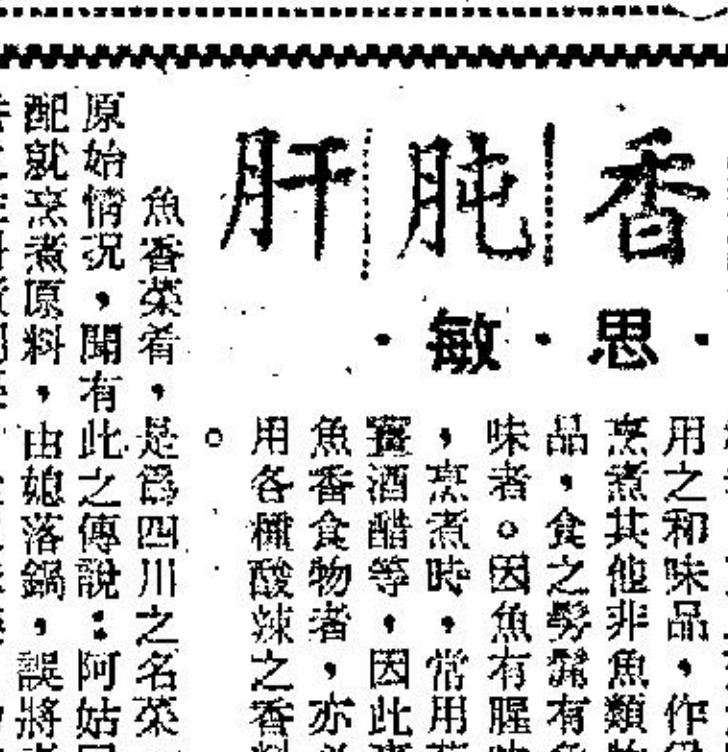 香肫肝
・思・敏・
用之和味品，作
烹煮其他非魚類
品，食之髣髴有
味者。因魚有腥
，烹煮時，常用
薑酒醋等，因此
魚香食物者，亦
用各種酸辣之香
。
魚香菜肴，是爲四川之名菜
原始情況，聞有此之傳說：阿姑
配就烹煮原料，由媳落鍋，誤將